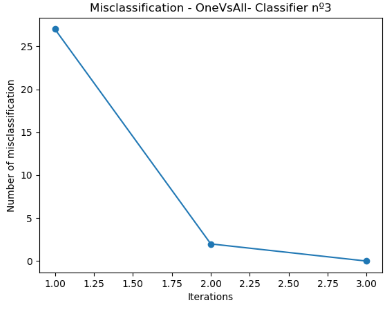 Misclassification - OneVsAll- Classifier nº3
Number of misclassification
25
20
15
10
5
0
1.00 1.25 1.50 1.75 2.00 2.25 2.50 2.75 3.00
Iterations